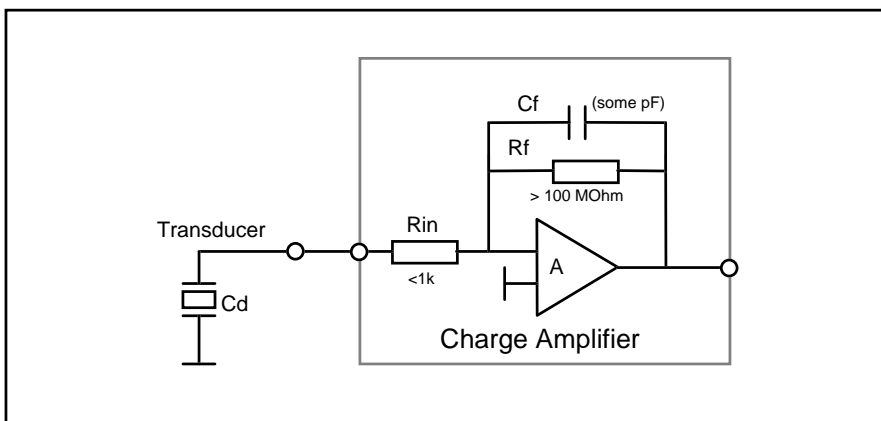 Cf (some pF)
Rf
> 100 MOhm
Transducer
Rin
<1k
A
Cd
Charge Amplifier